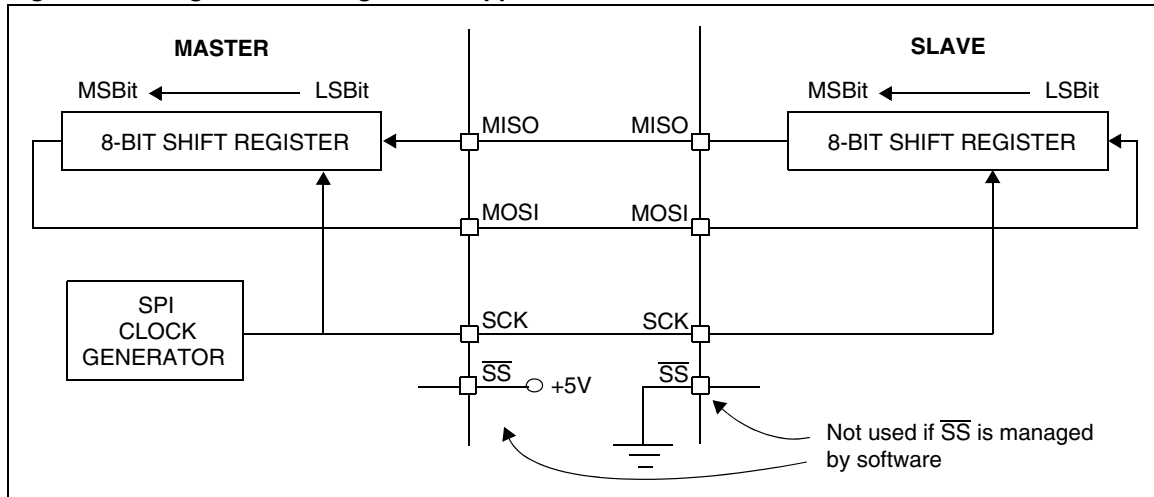 MASTER
SLAVE
MSBit LSBit
MSBit LSBit
8-BIT SHIFT REGISTER
MISO MISO
8-BIT SHIFT REGISTER
MOSI MOSI
SPI
CLOCK
GENERATOR
SCK SCK
SS +5V
SS
Not used if SS is managed
by software